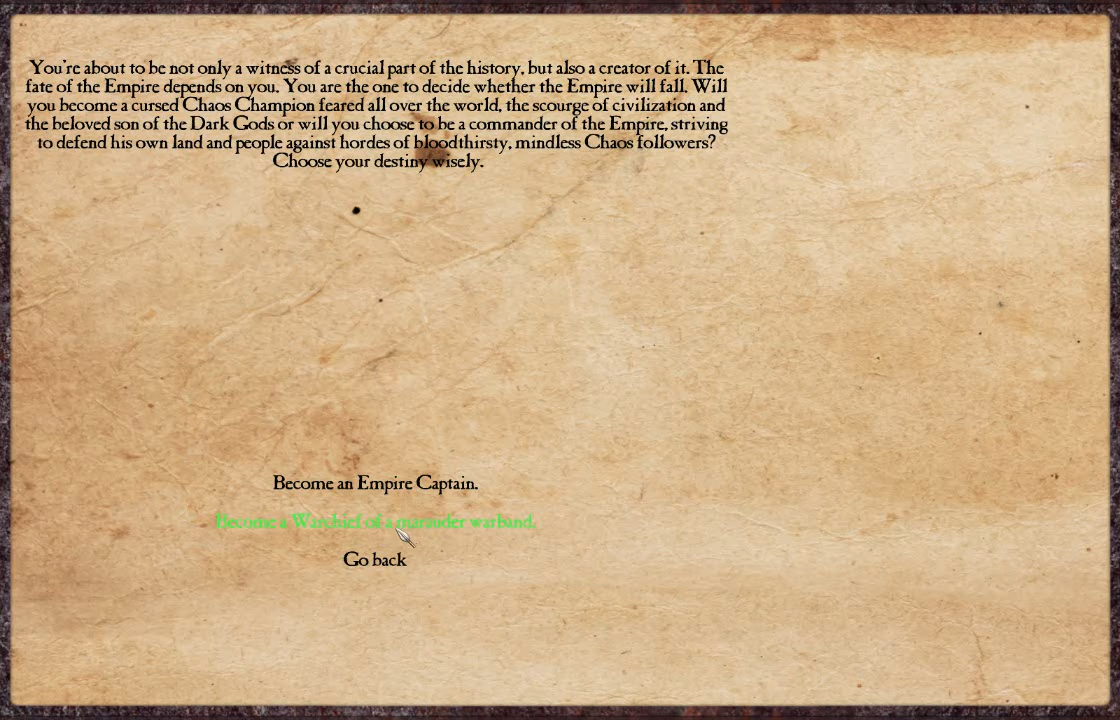 You're about to be not only a witness of a crucial part of the history, but also a creator of it. The
fate of the Empire depends on you. You are the one to decide whether the Empire will fall. Will
you become a cursed Chaos Champion feared all over the world, the scourge of civilization and
the beloved son of the Dark Gods or will you choose to be a commander of the Empire, striving
to defend his own land and people against hordes of bloodthirsty, mindless Chaos followers?
Choose your destiny wisely.
Become an Empire Captain.
Become a Warchief of a marauder warband.
Go back